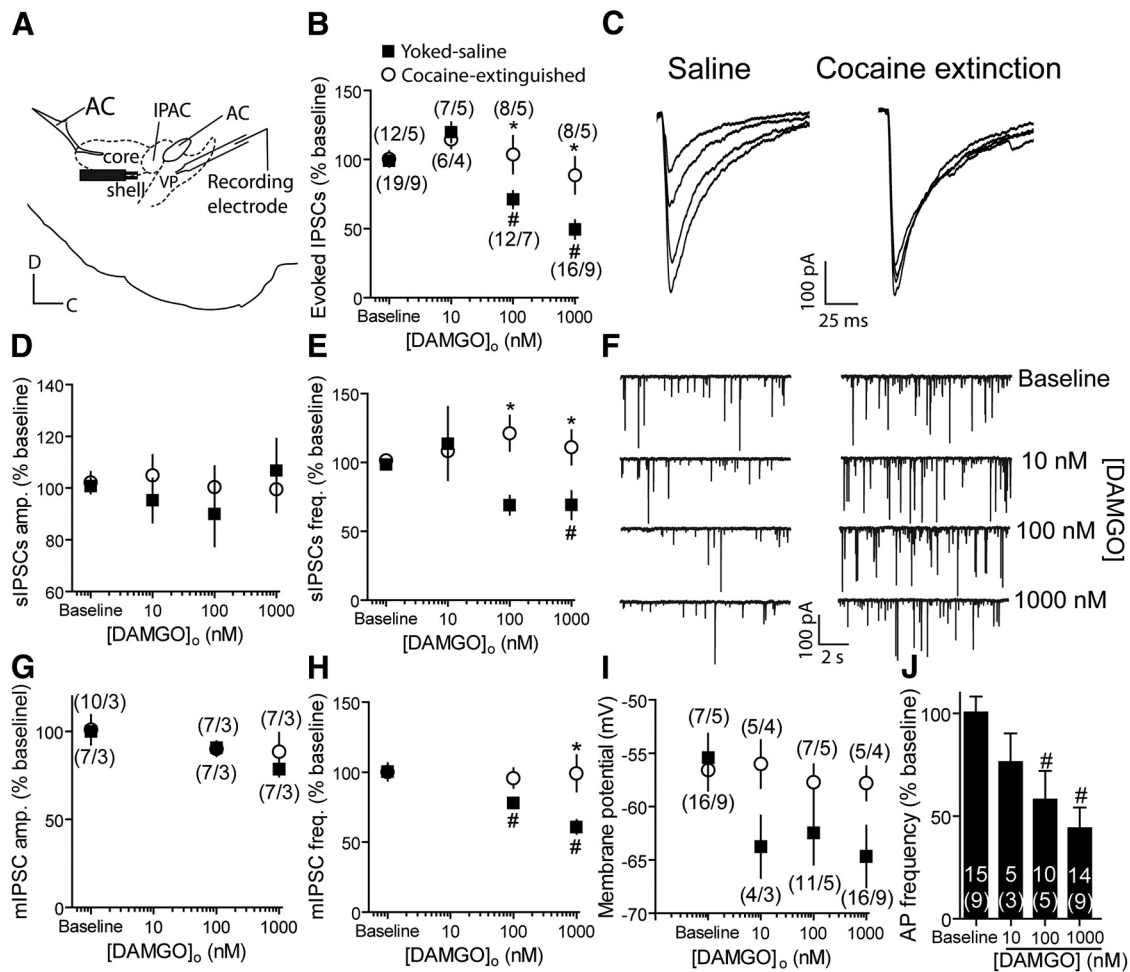 A
AC
IPAC
AC
core
shell
VP
Recording
electrode
D
C
B
Yoked-saline
Cocaine-extinguished
Evoked IPSCs (% baseline)
150
100
50
0
(12/5)
(19/9)
(7/5)
(6/4)
(8/5)
*
#
(12/7)
(8/5)
*
#
(16/9)
Baseline 10 100 1000
[DAMGO]o (nM)
C
Saline
Cocaine extinction
100 pA
25 ms
D
sIPSCs amp. (% baseline)
140
120
100
80
60
Baseline 10 100 1000
[DAMGO]o (nM)
E
sIPSCs freq. (% baseline)
150
100
50
0
*
*
#
Baseline 10 100 1000
[DAMGO]o (nM)
F
Baseline
10 nM
100 nM
1000 nM
[DAMGO]
100 pA
2 s
G
mIPSC amp. (% baselinel)
100
50
0
(10/3)
(7/3)
(7/3)
(7/3)
(7/3)
(7/3)
Baseline 10 100 1000
[DAMGO]o (nM)
H
mIPSC freq. (% baseline)
150
100
50
0
#
*
#
Baseline 10 100 1000
[DAMGO]o (nM)
I
Membrane potential (mV)
-50
-55
-60
-65
-70
(7/5)
(16/9)
(5/4)
(4/3)
(7/5)
(11/5)
(5/4)
(16/9)
Baseline 10 100 1000
[DAMGO]o (nM)
J
AP frequency (% baseline)
100
50
0
#
#
15 5 10 14
(9) (3) (5) (9)
Baseline 10 100 1000
[DAMGO] (nM)